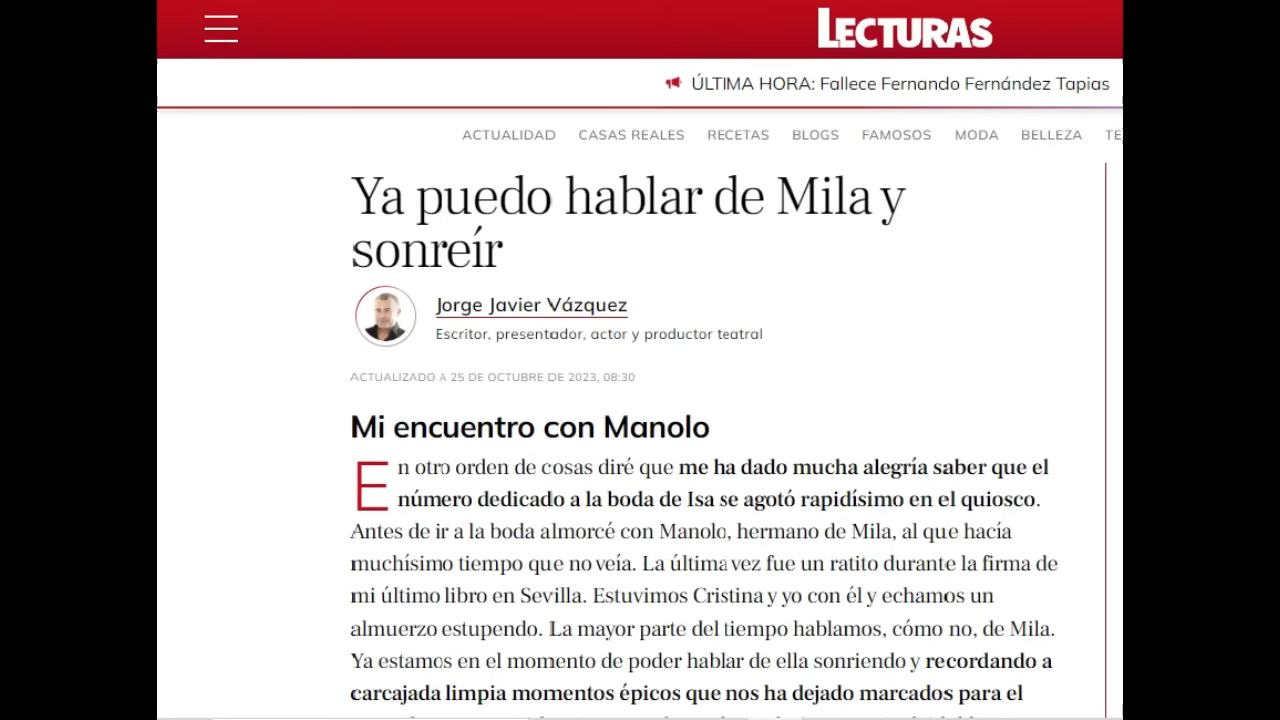 LECTURAS
ÚLTIMA HORA: Fallece Fernando Fernández Tapias
ACTUALIDAD CASAS REALES RECETAS BLOGS FAMOSOS MODA BELLEZA TE
Ya puedo hablar de Mila y
sonreír
Jorge Javier Vázquez
Escritor, presentador, actor y productor teatral
ACTUALIZADO A 25 DE OCTUBRE DE 2023, 08:30
Mi encuentro con Manolo
En otro orden de cosas diré que me ha dado mucha alegría saber que el
número dedicado a la boda de Isa se agotó rapidísimo en el quiosco.
Antes de ir a la boda almorcé con Manolo, hermano de Mila, al que hacía
muchísimo tiempo que no veía. La última vez fue un ratito durante la firma de
mi último libro en Sevilla. Estuvimos Cristina y yo con él y echamos un
almuerzo estupendo. La mayor parte del tiempo hablamos, cómo no, de Mila.
Ya estamos en el momento de poder hablar de ella sonriendo y recordando a
carcajada limpia momentos épicos que nos ha dejado marcados para el